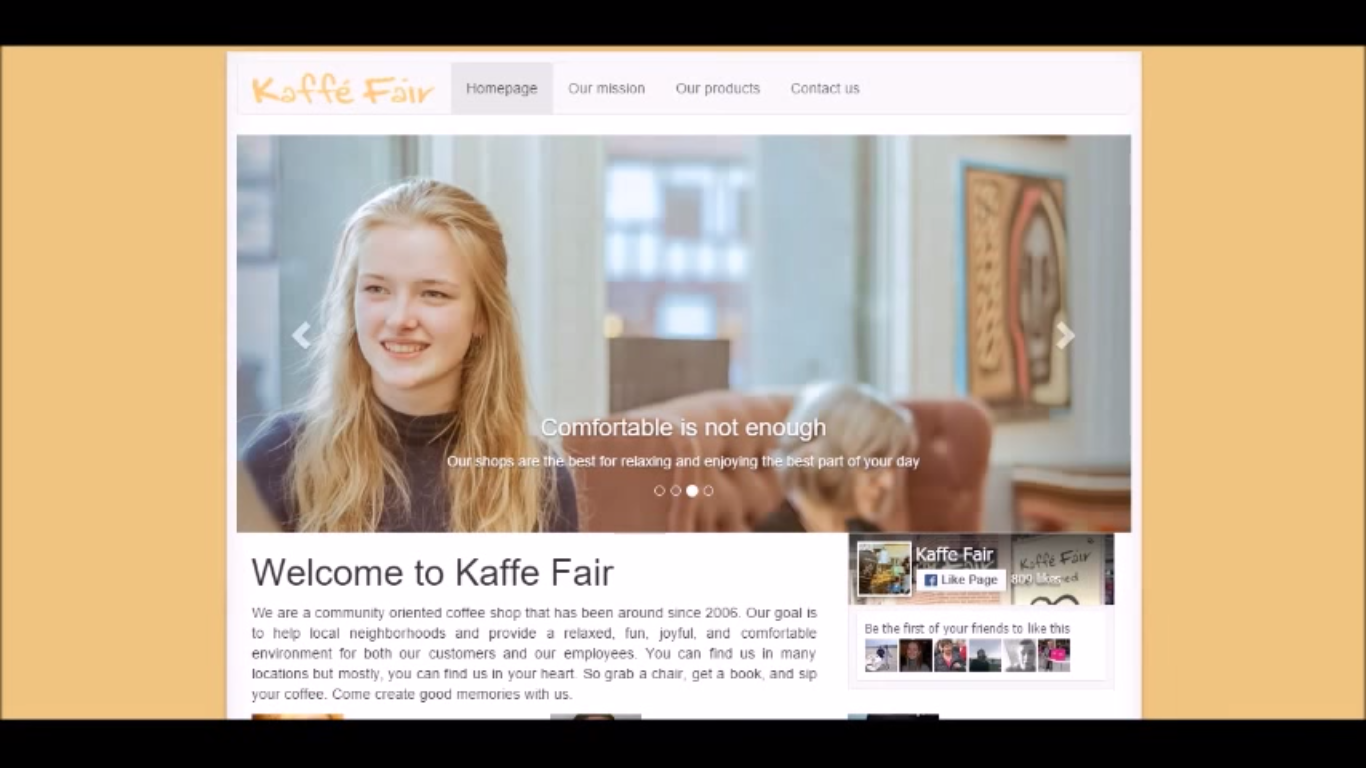 Kaffé Fair
Homepage
Our mission
Our products
Contact us
Comfortable is not enough
Our shops are the best for relaxing and enjoying the best part of your day
Welcome to Kaffe Fair
We are a community oriented coffee shop that has been around since 2006. Our goal is
to help local neighborhoods and provide a relaxed, fun, joyful, and comfortable
environment for both our customers and our employees. You can find us in many
locations but mostly, you can find us in your heart. So grab a chair, get a book, and sip
your coffee. Come create good memories with us.
Kaffe Fair
Like Page
809 likes
Kaffé Fair
Be the first of your friends to like this